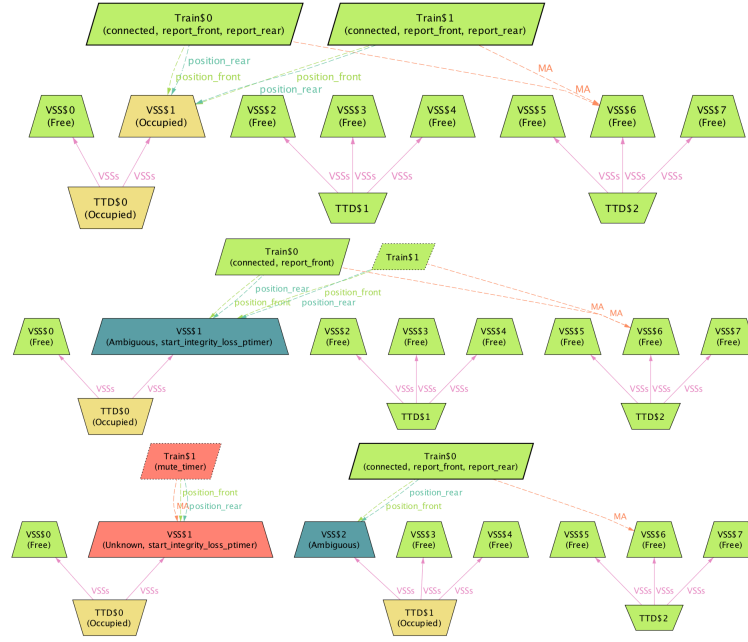 Train$0
(connected, report_front, report_rear)
Train$1
(connected, report_front, report_rear)
position_rear
position_front
position_front
position_rear
MA
MA
VSS$0
(Free)
VSS$1
(Occupied)
VSS$2
(Free)
VSS$3
(Free)
VSS$4
(Free)
VSS$5
(Free)
VSS$6
(Free)
VSS$7
(Free)
VSSs
VSSs
VSSs
VSSs
VSSs
VSSs
VSSs
VSSs
TTD$0
(Occupied)
TTD$1
TTD$2
Train$0
(connected, report_front)
Train$1
position_rear
position_front
position_front
position_rear
MA
MA
VSS$0
(Free)
VSS$1
(Ambiguous, start_integrity_loss_ptimer)
VSS$2
(Free)
VSS$3
(Free)
VSS$4
(Free)
VSS$5
(Free)
VSS$6
(Free)
VSS$7
(Free)
VSSs
VSSs
VSSs
VSSs
VSSs
VSSs
VSSs
VSSs
TTD$0
(Occupied)
TTD$1
TTD$2
Train$1
(mute_timer)
Train$0
(connected, report_front, report_rear)
position_front
MA
position_rear
position_rear
position_front
MA
VSS$0
(Free)
VSS$1
(Unknown, start_integrity_loss_ptimer)
VSS$2
(Ambiguous)
VSS$3
(Free)
VSS$4
(Free)
VSS$5
(Free)
VSS$6
(Free)
VSS$7
(Free)
VSSs
VSSs
VSSs
VSSs
VSSs
VSSs
VSSs
VSSs
TTD$0
(Occupied)
TTD$1
(Occupied)
TTD$2